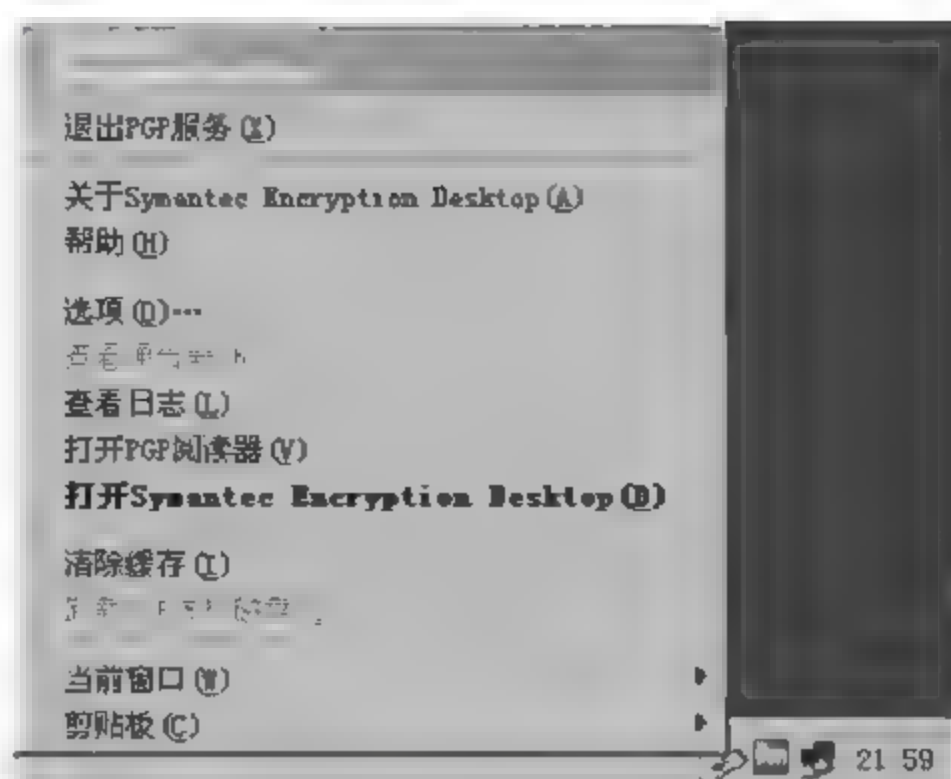 退出PGP服务(X)
关于Symantec Encryption Desktop(A)
帮助(H)
选项(O)…
查看日志(L)
打开PGP阅读器(V)
打开Symantec Encryption Desktop(D)
清除缓存(T)
当前窗口(W)
剪贴板(C)
21 59